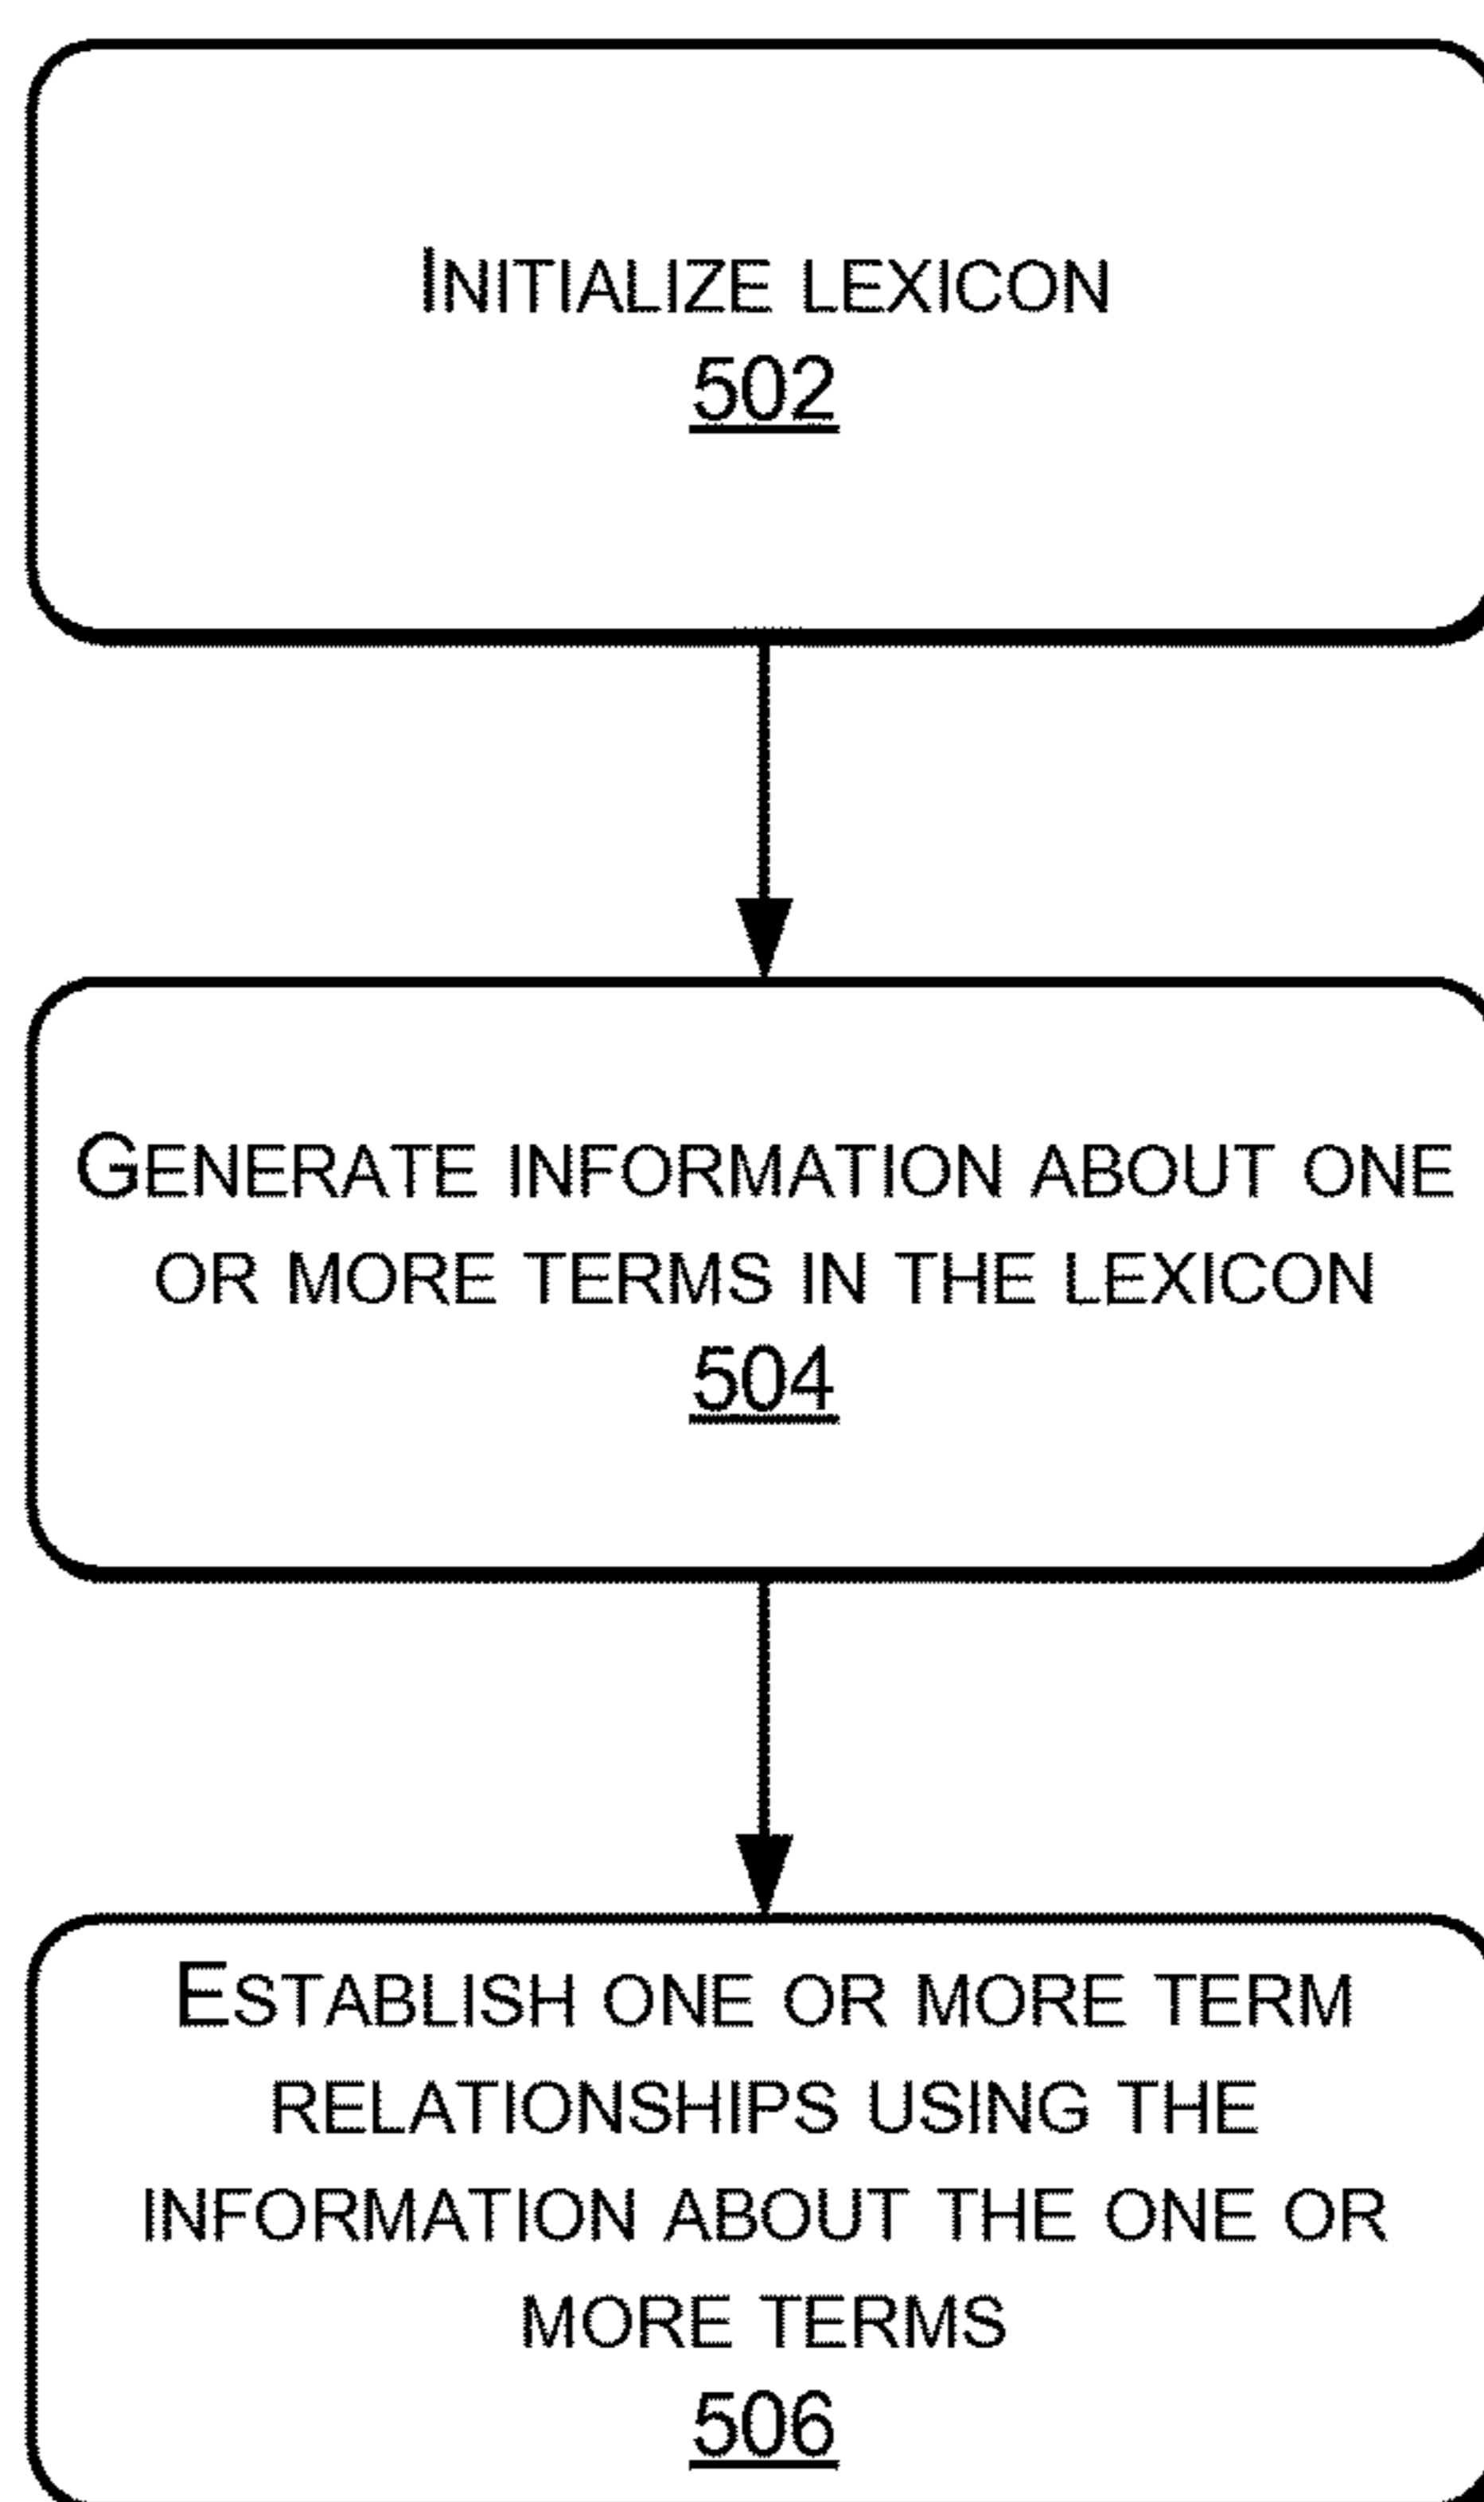 INITIALIZE LEXICON
502
GENERATE INFORMATION ABOUT ONE
OR MORE TERMS IN THE LEXICON
504
ESTABLISH ONE OR MORE TERM
RELATIONSHIPS USING THE
INFORMATION ABOUT THE ONE OR
MORE TERMS
506